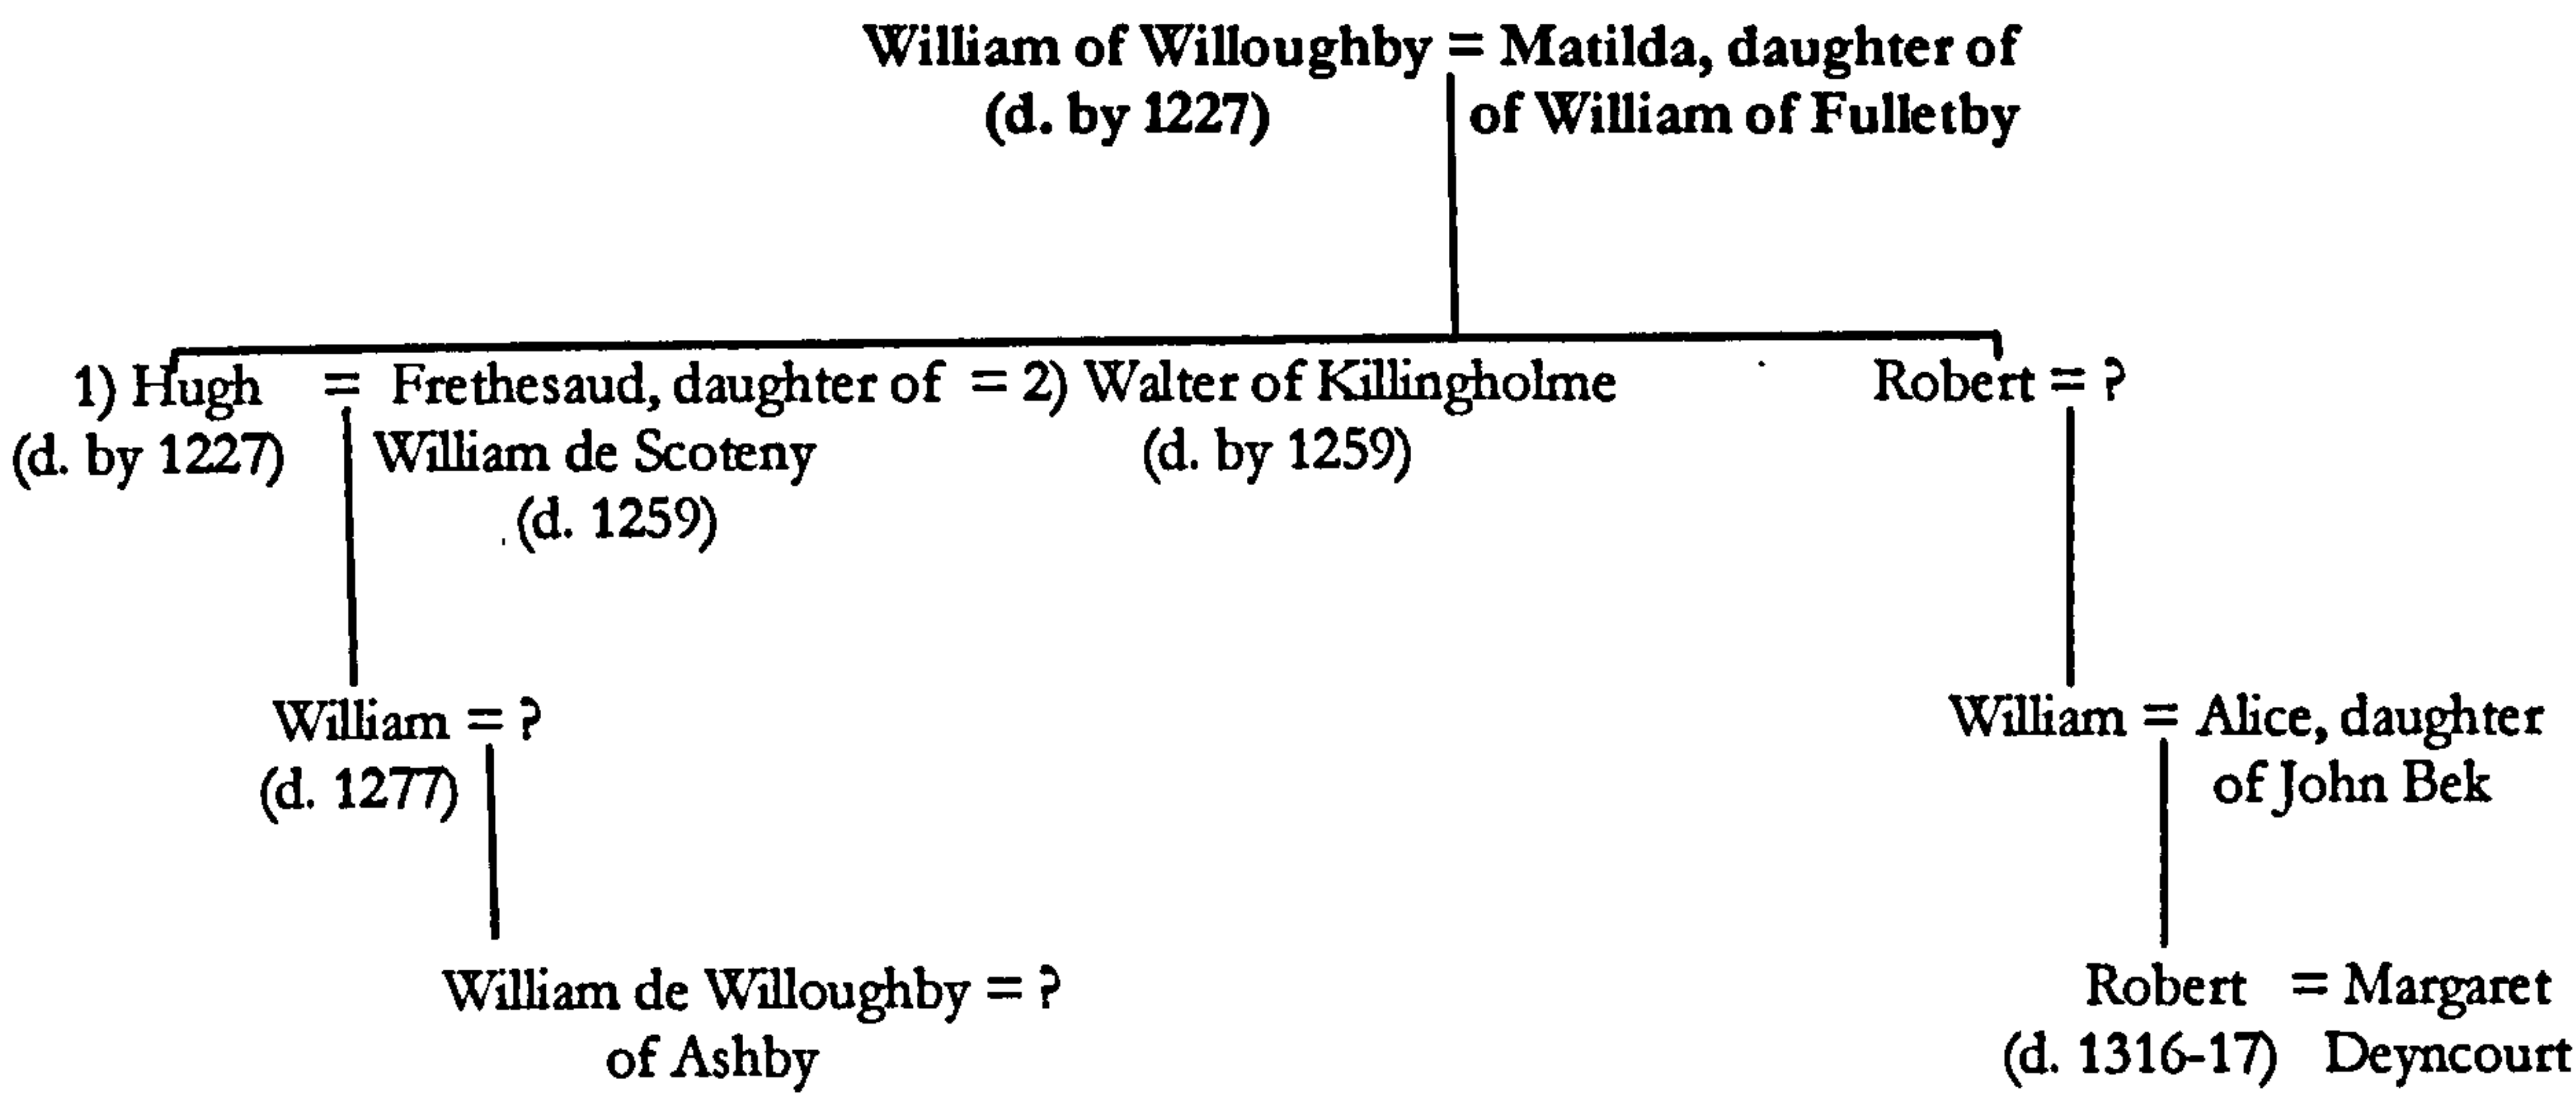 William of Willoughby = Matilda, daughter of
(d. by 1227) of William of Fulletby
1) Hugh = Frethesaud, daughter of = 2) Walter of Killingholme Robert = ?
(d. by 1227) William de Scoteny (d. by 1259)
(d. 1259)
William = ? William = Alice, daughter
(d. 1277) of John Bek
William de Willoughby = ? Robert = Margaret
of Ashby (d. 1316-17) Deyncourt